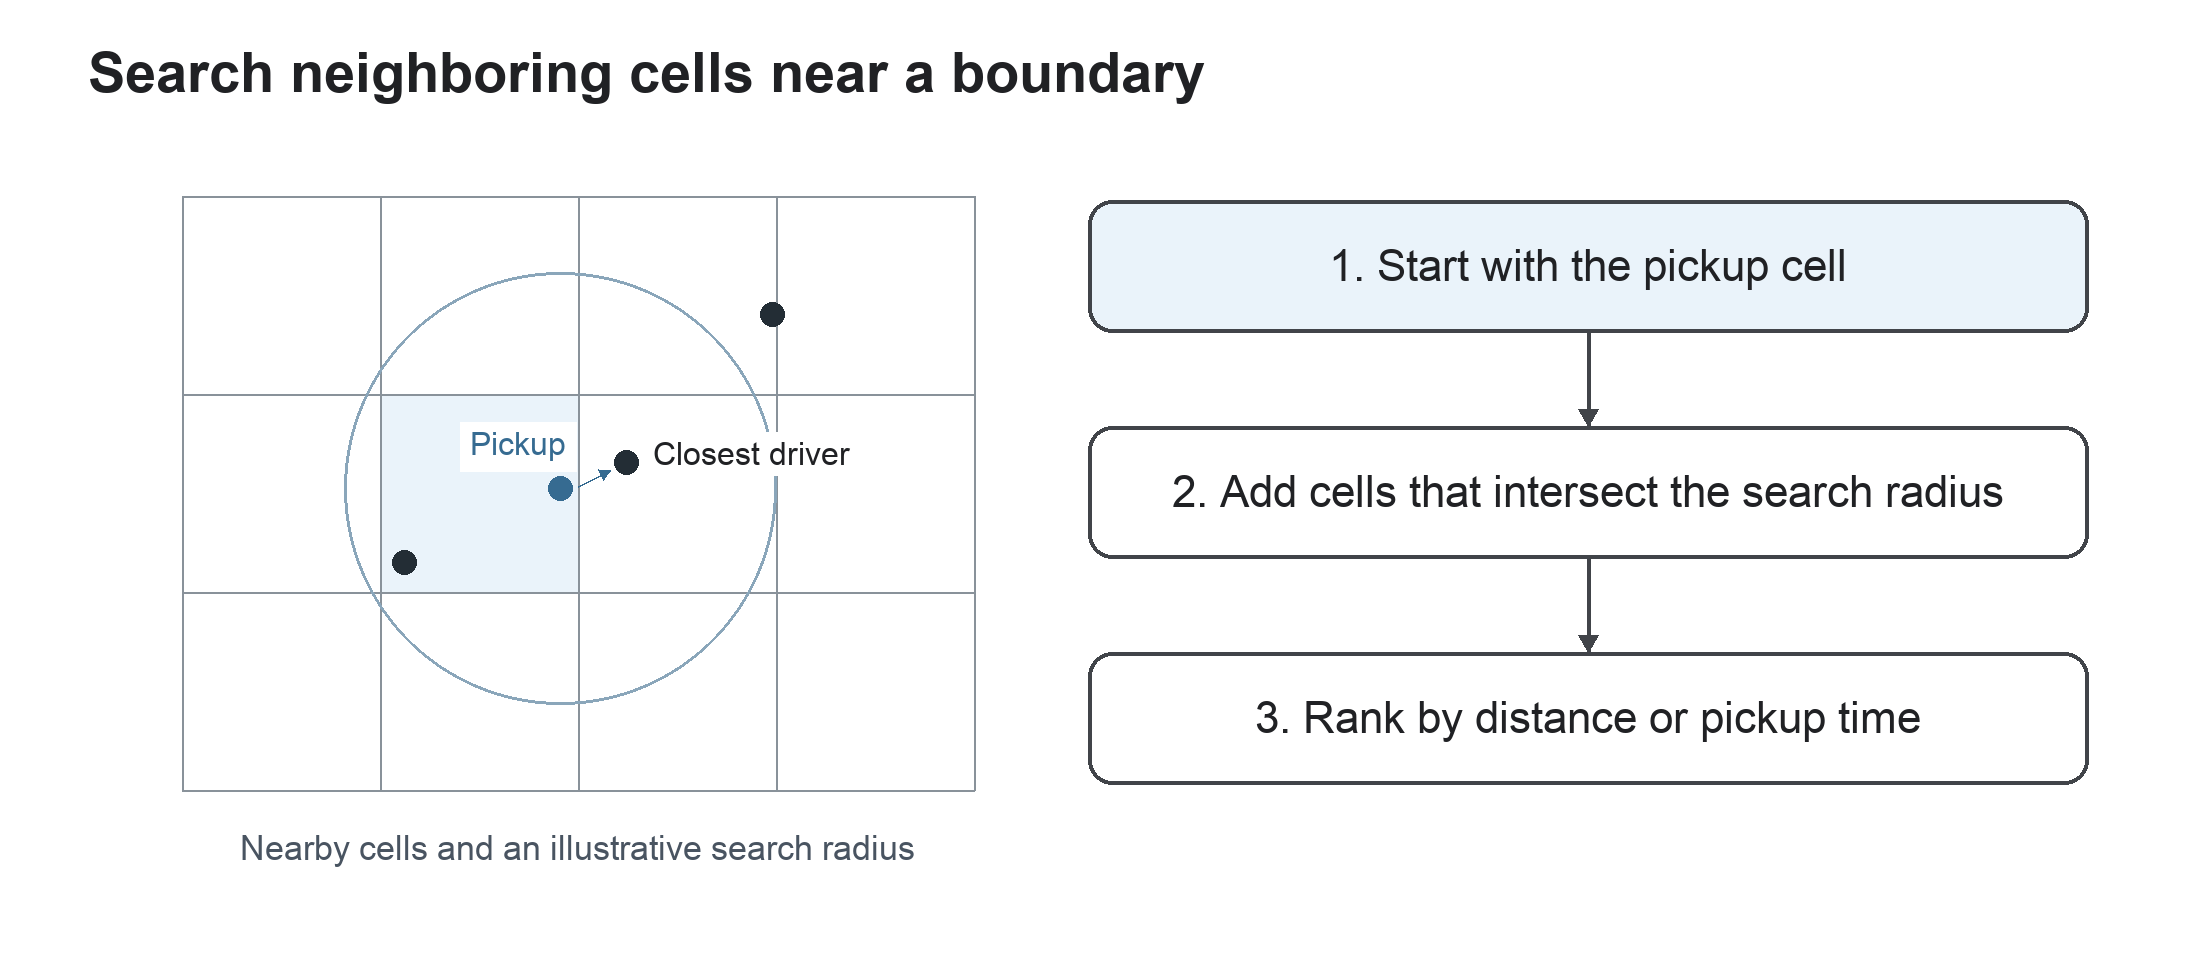 Search neighboring cells near a boundary
Pickup
Closest driver
Nearby cells and an illustrative search radius
1. Start with the pickup cell
2. Add cells that intersect the search radius
3. Rank by distance or pickup time